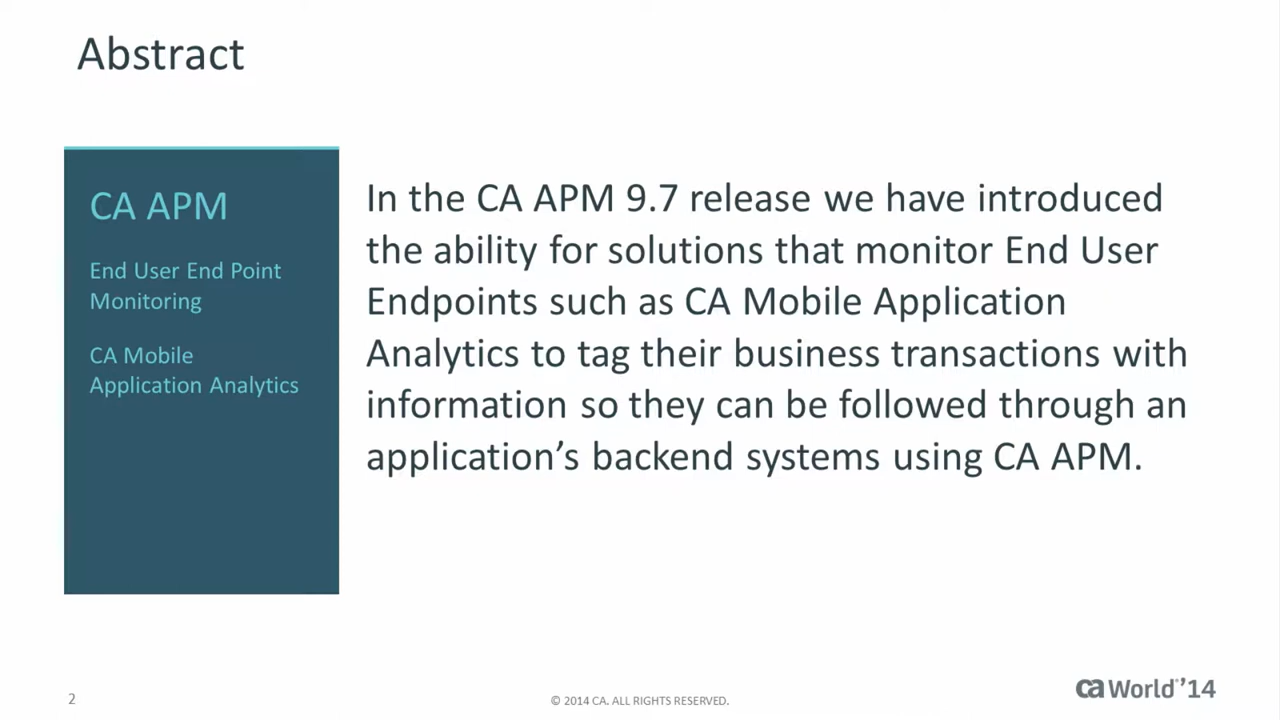 Abstract
CA APM
End User End Point
Monitoring
CA Mobile
Application Analytics
In the CA APM 9.7 release we have introduced
the ability for solutions that monitor End User
Endpoints such as CA Mobile Application
Analytics to tag their business transactions with
information so they can be followed through an
application’s backend systems using CA APM.
2
© 2014 CA. ALL RIGHTS RESERVED.
ca World’14